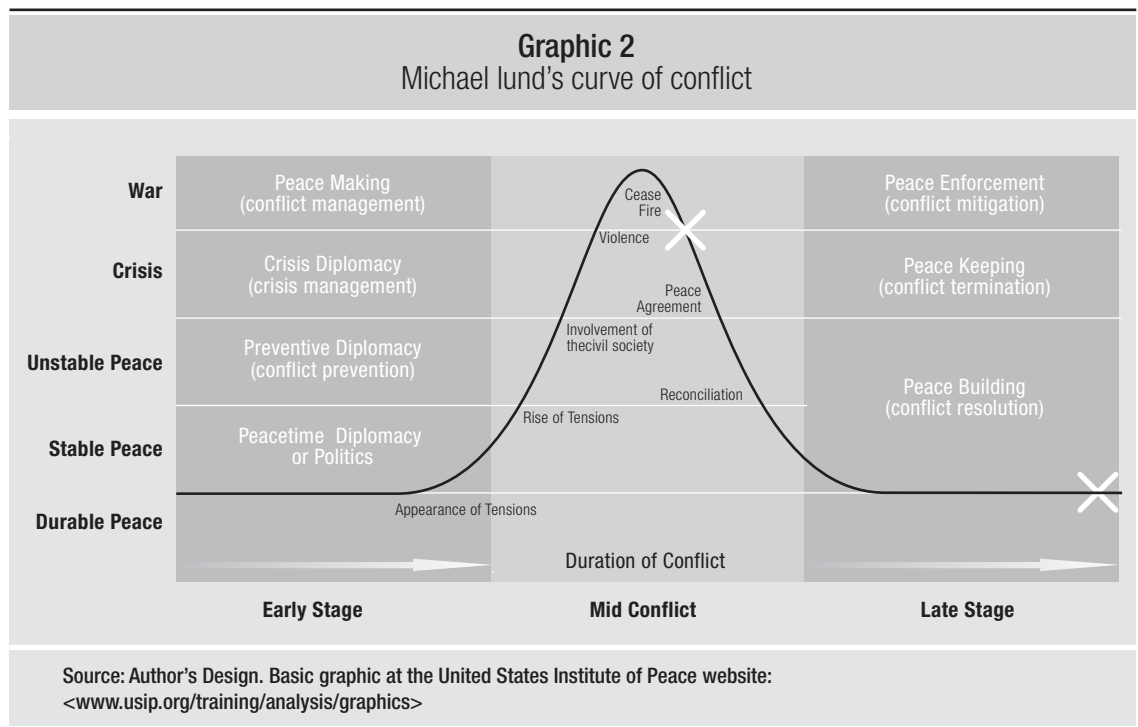 Graphic 2
Michael lund's curve of conflict
War
Peace Making
(conflict management)
Cease
Fire
Peace Enforcement
(conflict mitigation)
Violence
Crisis
Crisis Diplomacy
(crisis management)
Peace
Agreement
Peace Keeping
(conflict termination)
Unstable Peace
Preventive Diplomacy
(conflict prevention)
Involvement of
thecivil society
Reconciliation
Peace Building
(conflict resolution)
Rise of Tensions
Stable Peace
Peacetime Diplomacy
or Politics
Appearance of Tensions
Durable Peace
Duration of Conflict
Early Stage
Mid Conflict
Late Stage
Source: Author's Design. Basic graphic at the United States Institute of Peace website:
<www.usip.org/training/analysis/graphics>